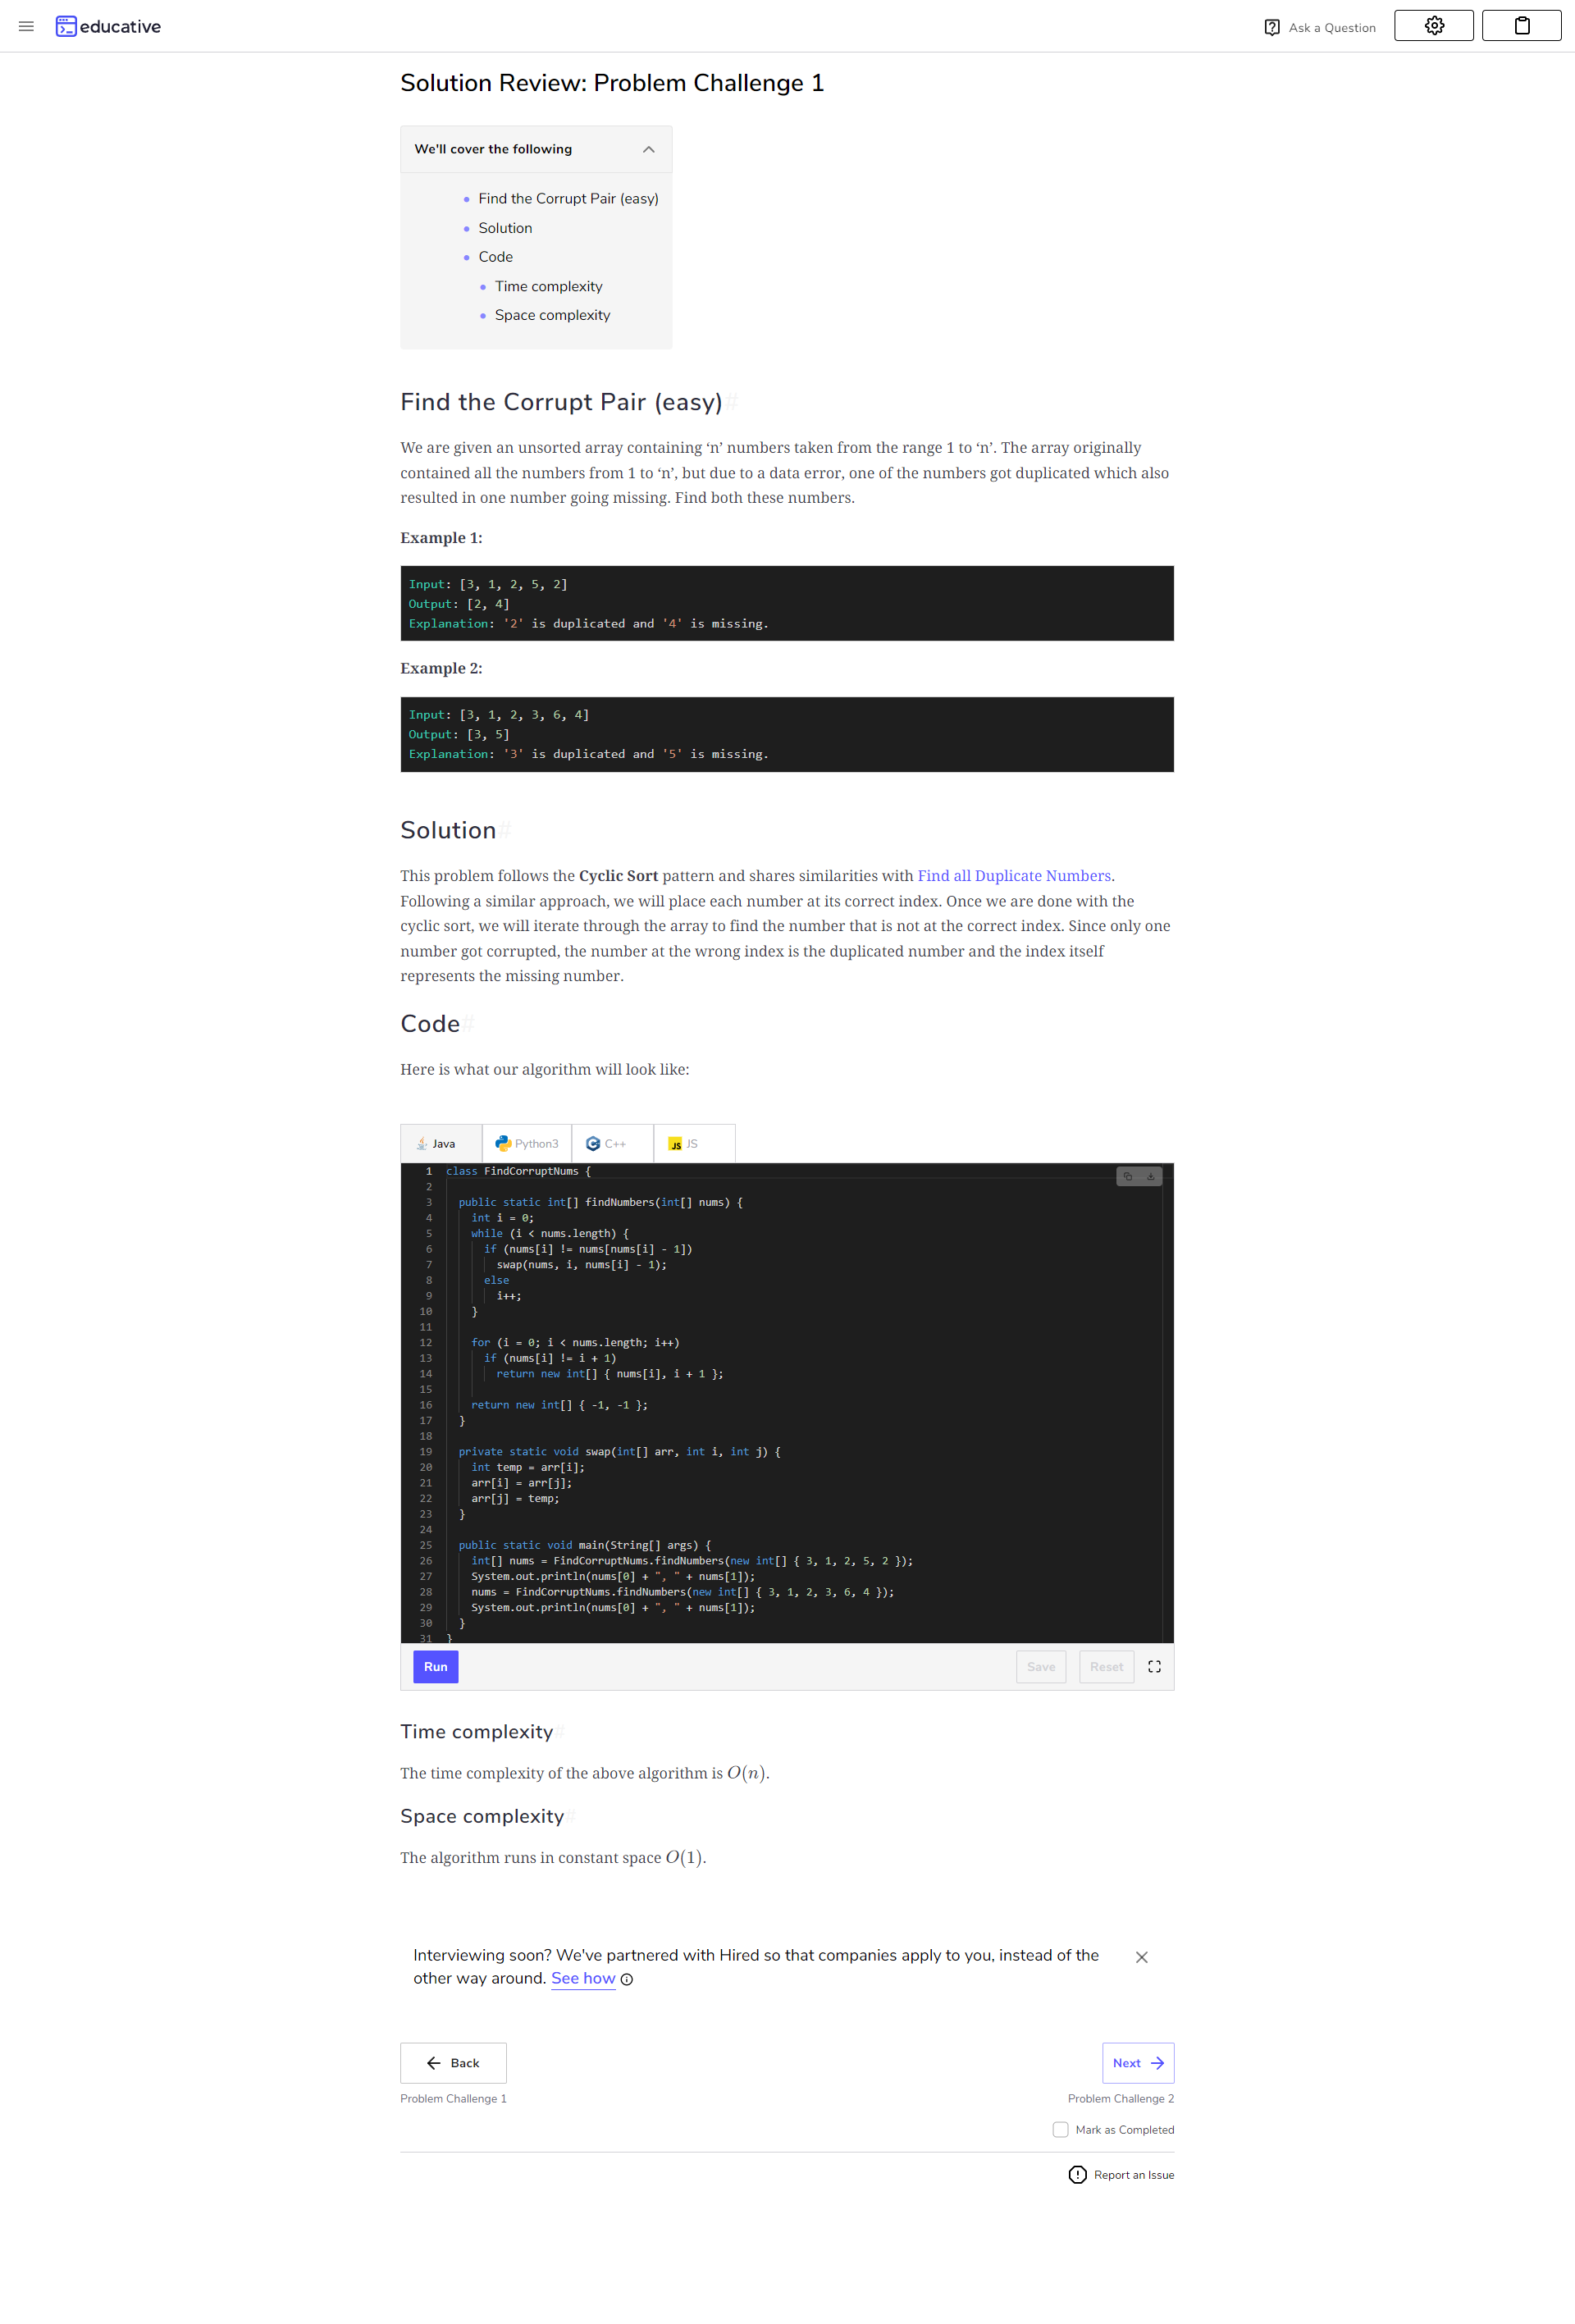 educative
Ask a Question
Solution Review: Problem Challenge 1
We'll cover the following
Find the Corrupt Pair (easy)
Solution
Code
Time complexity
Space complexity
Find the Corrupt Pair (easy)#
We are given an unsorted array containing ‘n’ numbers taken from the range 1 to ‘n’. The array originally
contained all the numbers from 1 to ‘n’, but due to a data error, one of the numbers got duplicated which also
resulted in one number going missing. Find both these numbers.
Example 1:
Input: [3, 1, 2, 5, 2]
Output: [2, 4]
Explanation: '2' is duplicated and '4' is missing.
Example 2:
Input: [3, 1, 2, 3, 6, 4]
Output: [3, 5]
Explanation: '3' is duplicated and '5' is missing.
Solution#
This problem follows the Cyclic Sort pattern and shares similarities with Find all Duplicate Numbers.
Following a similar approach, we will place each number at its correct index. Once we are done with the
cyclic sort, we will iterate through the array to find the number that is not at the correct index. Since only one
number got corrupted, the number at the wrong index is the duplicated number and the index itself
represents the missing number.
Code#
Here is what our algorithm will look like:
Java Python3 C++ JS JS
1 class FindCorruptNums {
2
3 public static int[] findNumbers(int[] nums) {
4 int i = 0;
5 while (i < nums.length) {
6 if (nums[i] != nums[nums[i] - 1])
7 swap(nums, i, nums[i] - 1);
8 else
9 i++;
10 }
11
12 for (i = 0; i < nums.length; i++)
13 if (nums[i] != i + 1)
14 return new int[] { nums[i], i + 1 };
15
16 return new int[] { -1, -1 };
17 }
18
19 private static void swap(int[] arr, int i, int j) {
20 int temp = arr[i];
21 arr[i] = arr[j];
22 arr[j] = temp;
23 }
24
25 public static void main(String[] args) {
26 int[] nums = FindCorruptNums.findNumbers(new int[] { 3, 1, 2, 5, 2 });
27 System.out.println(nums[0] + ", " + nums[1]);
28 nums = FindCorruptNums.findNumbers(new int[] { 3, 1, 2, 3, 6, 4 });
29 System.out.println(nums[0] + ", " + nums[1]);
30 }
31 }
Run Save Reset
Time complexity#
The time complexity of the above algorithm is O(n).
Space complexity#
The algorithm runs in constant space O(1).
Interviewing soon? We've partnered with Hired so that companies apply to you, instead of the
other way around. See how
Back Next
Problem Challenge 1 Problem Challenge 2
Mark as Completed
Report an Issue